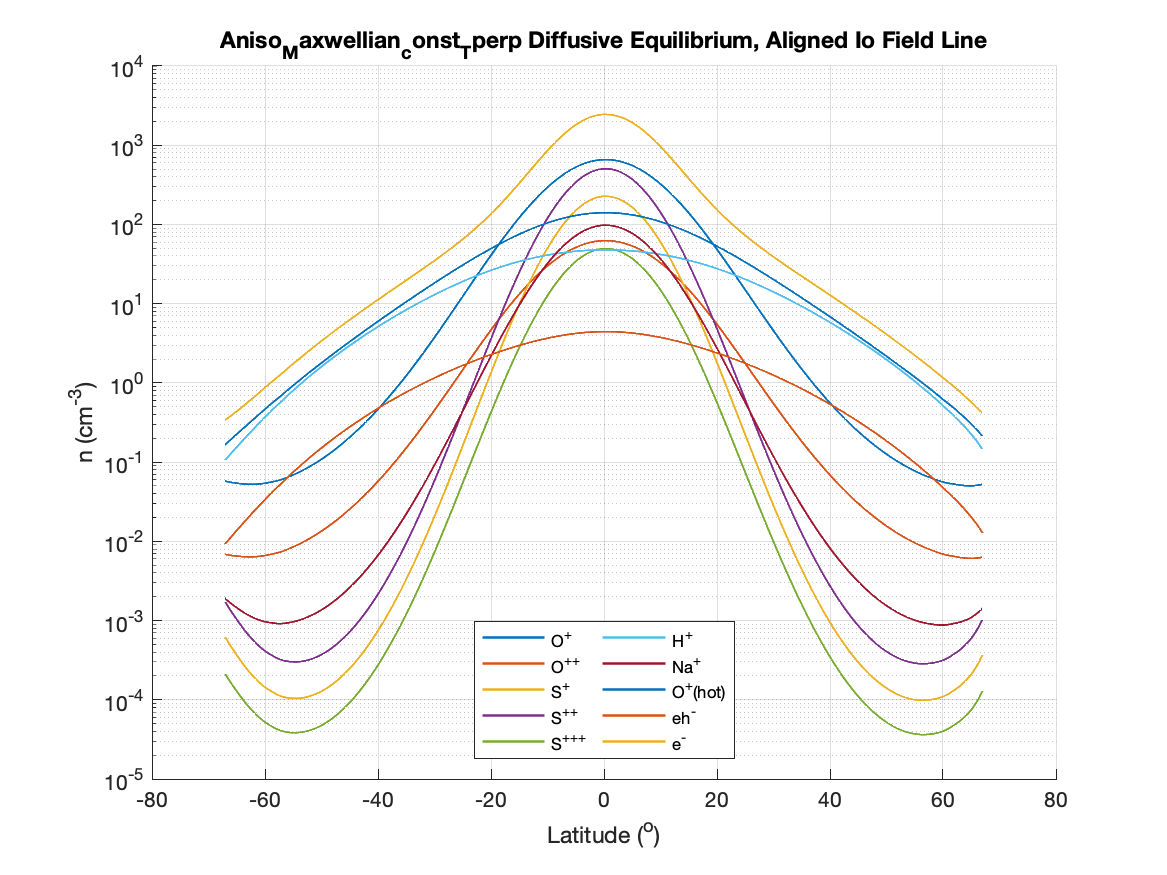 Aniso_Maxwellian_const_Tperp Diffusive Equilibrium, Aligned Io Field Line
10^4
10^3
10^2
10^1
10^0
10^-1
10^-2
10^-3
10^-4
10^-5
n (cm^-3)
O^+ H^+
O^++ Na^+
S^+ O^+(hot)
S^++ eh^-
S^+++ e^-
-80 -60 -40 -20 0 20 40 60 80
Latitude (^o)